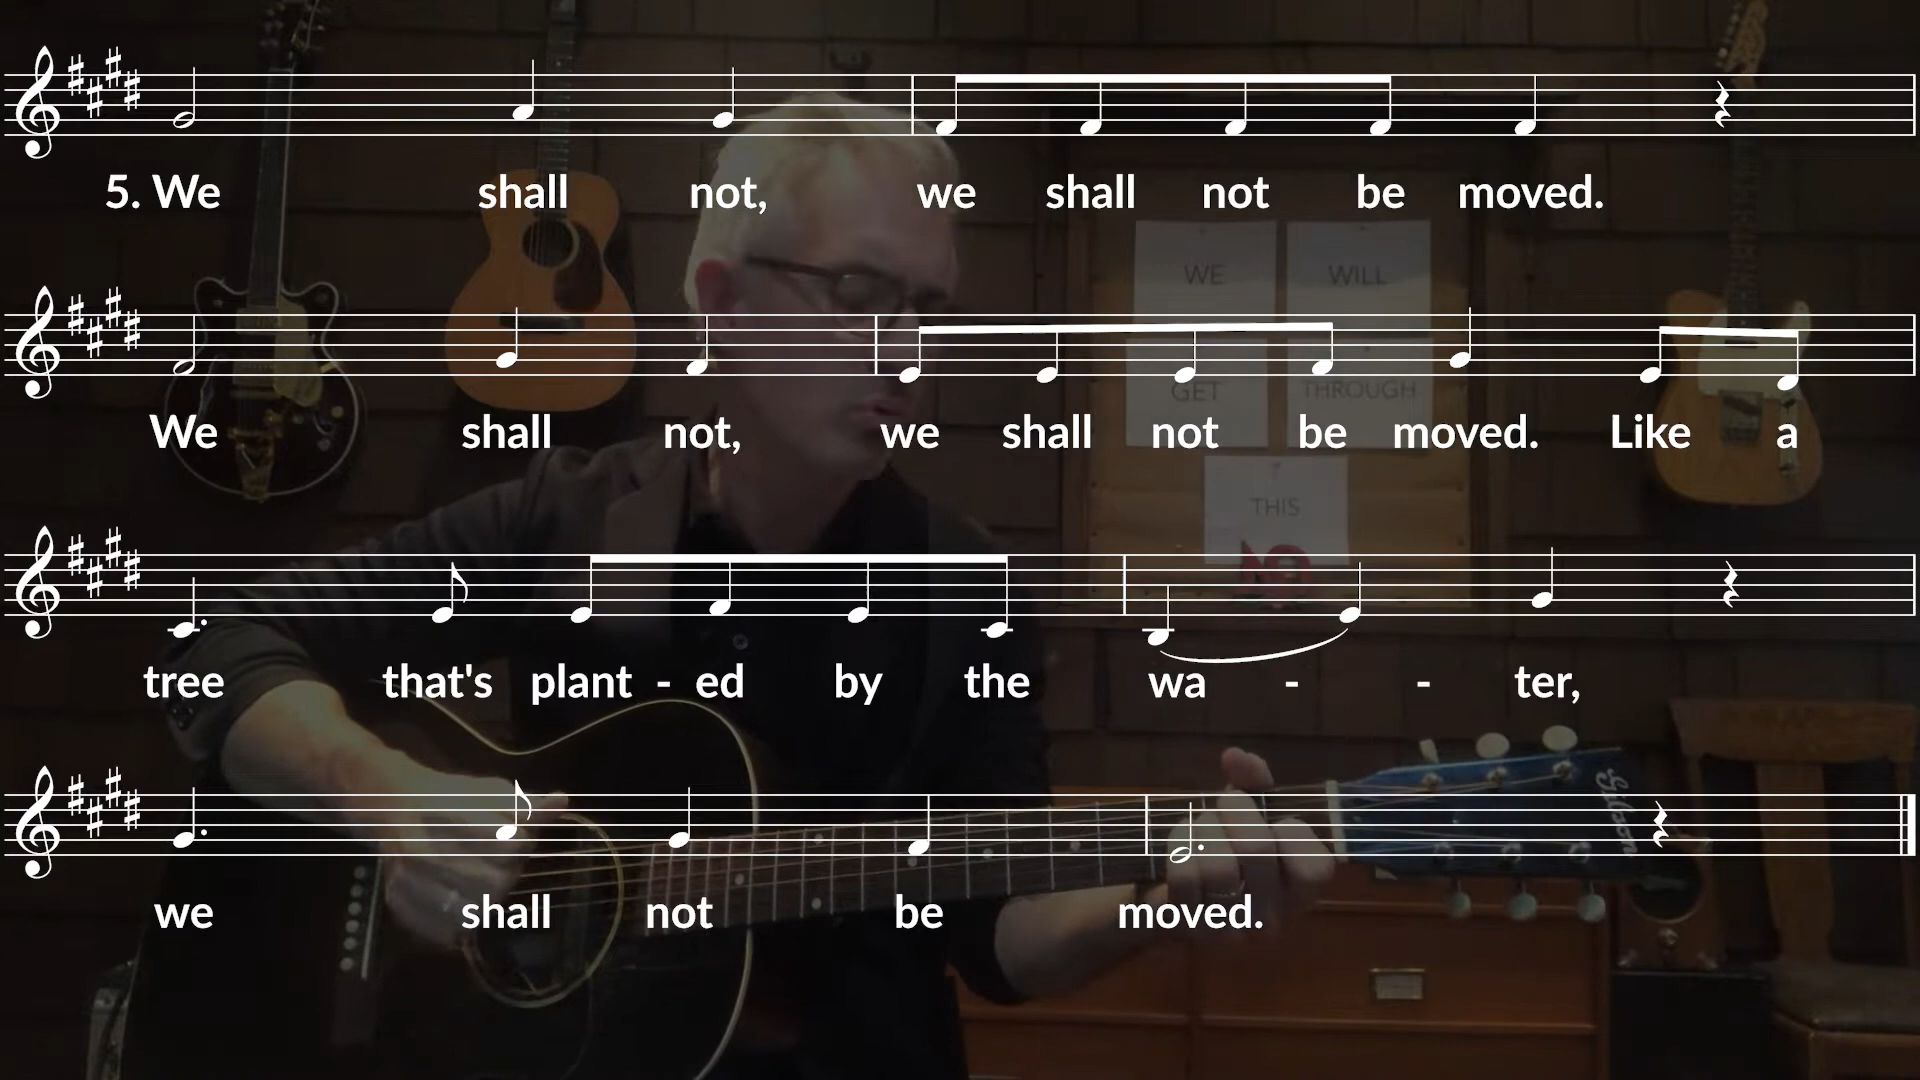 5. We shall not, we shall not be moved.
We shall not, we shall not be moved. Like a
tree that's plant - ed by the wa - - ter,
we shall not be moved.
WE WILL
GET THROUGH
THIS
Gibson